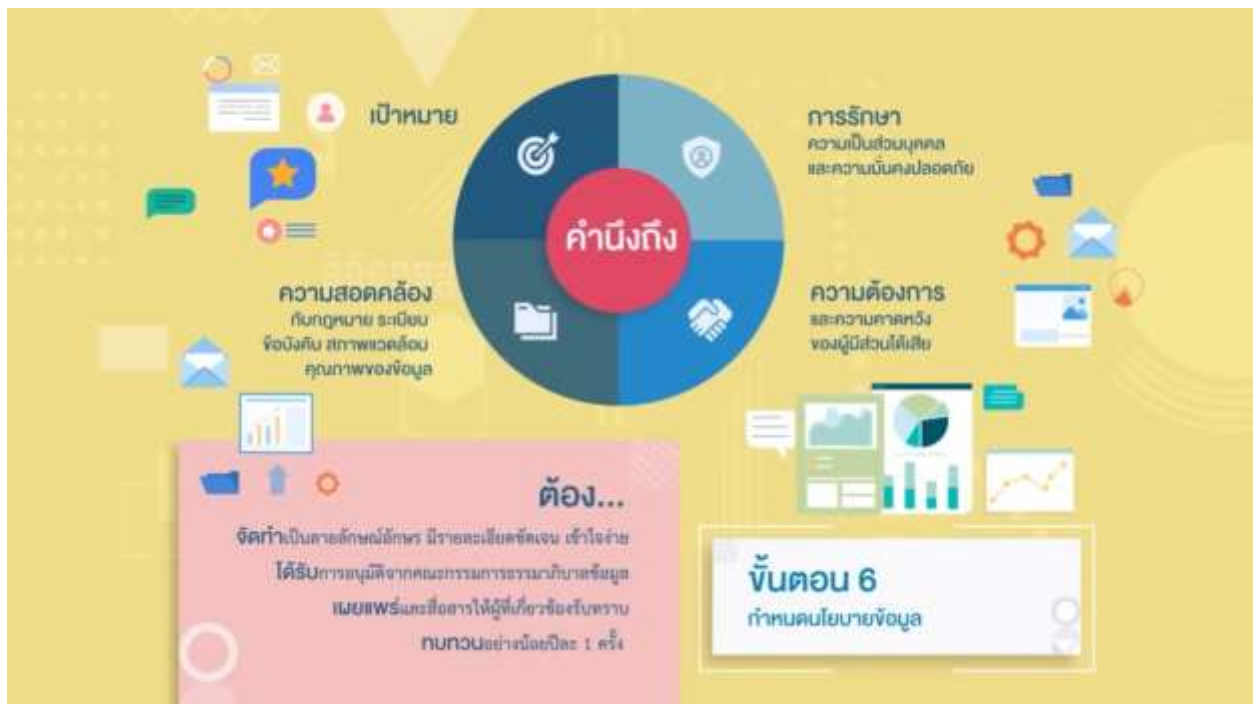 เป้าหมาย
การรักษา
ความเป็นส่วนบุคคล
และความมั่นคงปลอดภัย
คำนึงถึง
ความสอดคล้อง
กับกฎหมาย ระเบียบ
ข้อบังคับ สภาพแวดล้อม
คุณภาพของข้อมูล
ความต้องการ
และความคาดหวัง
ของผู้มีส่วนได้เสีย
ต้อง...
จัดทำเป็นลายลักษณ์อักษร มีรายละเอียดชัดเจน เข้าใจง่าย
ได้รับการอนุมัติจากคณะกรรมการธรรมาภิบาลข้อมูล
เผยแพร่และสื่อสารให้ผู้ที่เกี่ยวข้องรับทราบ
ทบทวนอย่างน้อยปีละ 1 ครั้ง
ขั้นตอน 6
กำหนดนโยบายข้อมูล